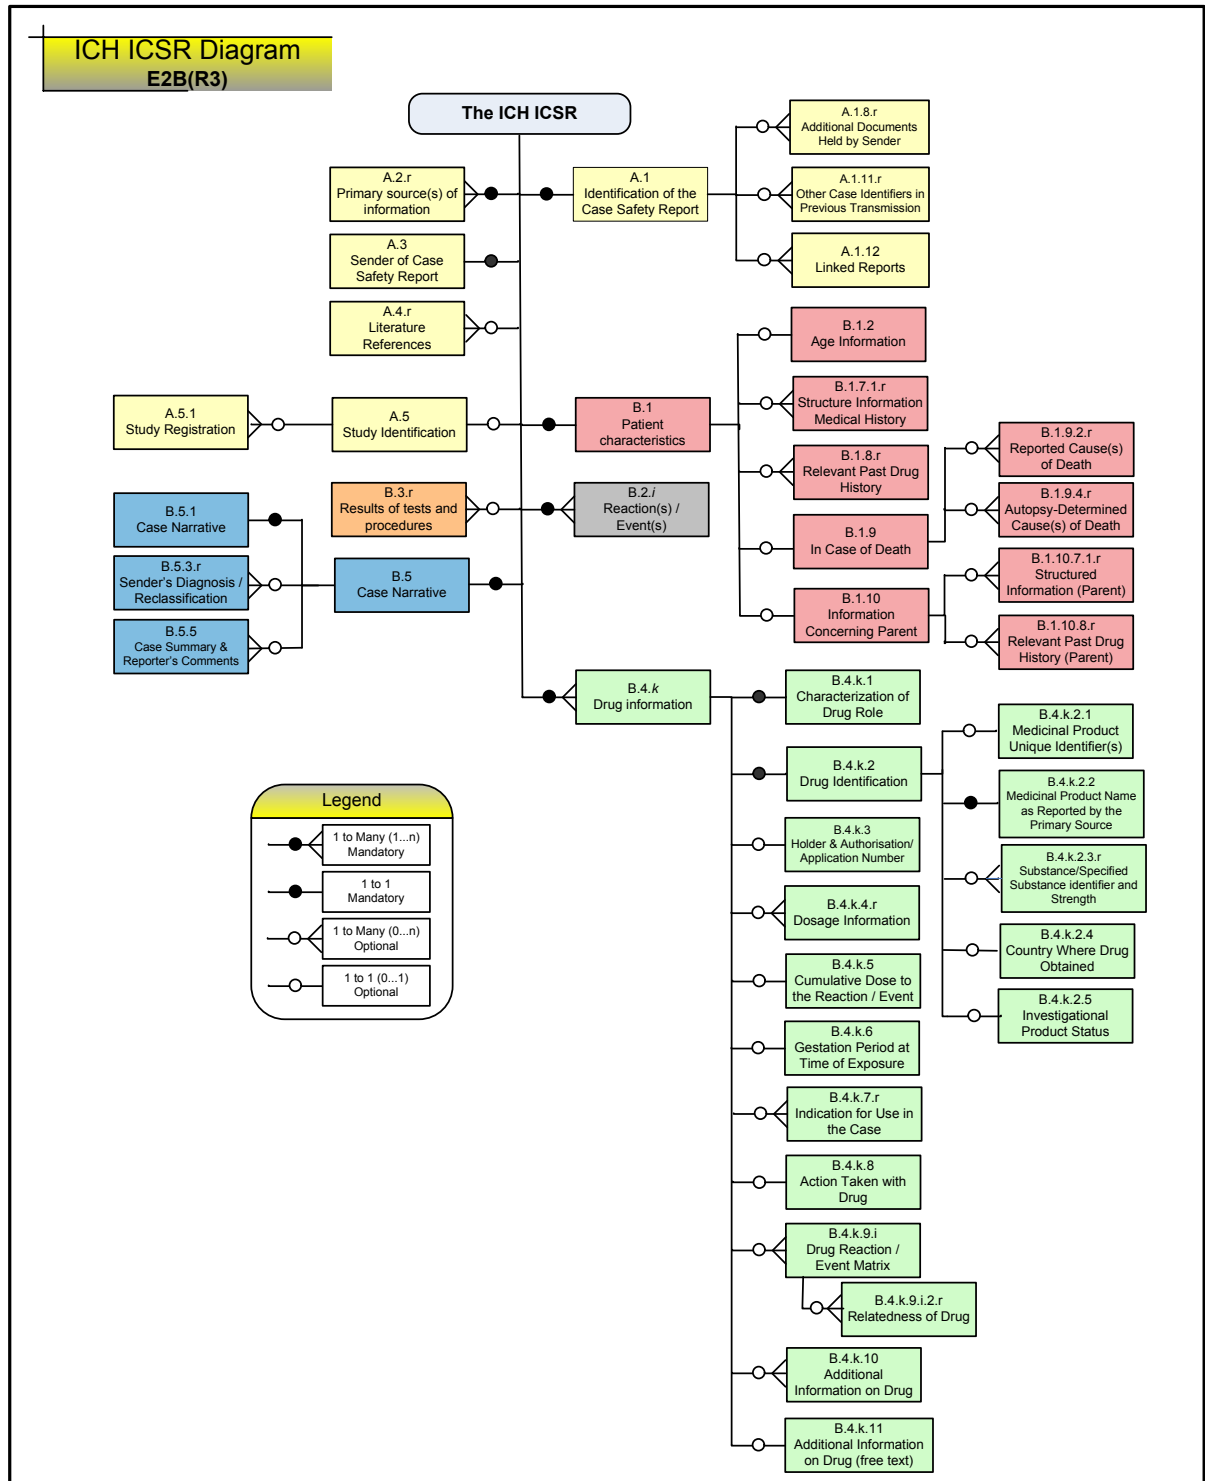 ICH ICSR Diagram
E2B(R3)
The ICH ICSR
A.2.r
Primary source(s) of
information
A.3
Sender of Case
Safety Report
A.4.r
Literature
References
A.1
Identification of the
Case Safety Report
A.1.8.r
Additional Documents
Held by Sender
A.1.11.r
Other Case Identifiers in
Previous Transmission
A.1.12
Linked Reports
A.5.1
Study Registration
A.5
Study Identification
B.1
Patient
characteristics
B.1.2
Age Information
B.1.7.1.r
Structure Information
Medical History
B.1.8.r
Relevant Past Drug
History
B.1.9
In Case of Death
B.1.10
Information
Concerning Parent
B.1.9.2.r
Reported Cause(s)
of Death
B.1.9.4.r
Autopsy-Determined
Cause(s) of Death
B.1.10.7.1.r
Structured
Information (Parent)
B.1.10.8.r
Relevant Past Drug
History (Parent)
B.3.r
Results of tests and
procedures
B.2.i
Reaction(s) /
Event(s)
B.5.1
Case Narrative
B.5.3.r
Sender's Diagnosis /
Reclassification
B.5.5
Case Summary &
Reporter's Comments
B.5
Case Narrative
B.4.k
Drug information
B.4.k.1
Characterization of
Drug Role
B.4.k.2
Drug Identification
B.4.k.3
Holder & Authorisation/
Application Number
B.4.k.4.r
Dosage Information
B.4.k.5
Cumulative Dose to
the Reaction / Event
B.4.k.6
Gestation Period at
Time of Exposure
B.4.k.7.r
Indication for Use in
the Case
B.4.k.8
Action Taken with
Drug
B.4.k.9.i
Drug Reaction /
Event Matrix
B.4.k.9.i.2.r
Relatedness of Drug
B.4.k.10
Additional
Information on Drug
B.4.k.11
Additional Information
on Drug (free text)
B.4.k.2.1
Medicinal Product
Unique Identifier(s)
B.4.k.2.2
Medicinal Product Name
as Reported by the
Primary Source
B.4.k.2.3.r
Substance/Specified
Substance identifier and
Strength
B.4.k.2.4
Country Where Drug
Obtained
B.4.k.2.5
Investigational
Product Status
Legend
1 to Many (1...n)
Mandatory
1 to 1
Mandatory
1 to Many (0...n)
Optional
1 to 1 (0...1)
Optional